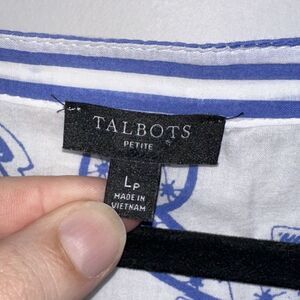 TALBOTS
PETITE
LP
MADE IN
VIETNAM